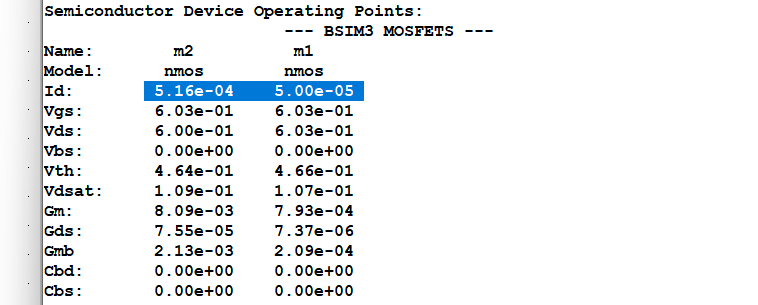 Semiconductor Device Operating Points:
--- BSIM3 MOSFETS ---
Name: m2 m1
Model: nmos nmos
Id: 5.16e-04 5.00e-05
Vgs: 6.03e-01 6.03e-01
Vds: 6.00e-01 6.03e-01
Vbs: 0.00e+00 0.00e+00
Vth: 4.64e-01 4.66e-01
Vdsat: 1.09e-01 1.07e-01
Gm: 8.09e-03 7.93e-04
Gds: 7.55e-05 7.37e-06
Gmb 2.13e-03 2.09e-04
Cbd: 0.00e+00 0.00e+00
Cbs: 0.00e+00 0.00e+00